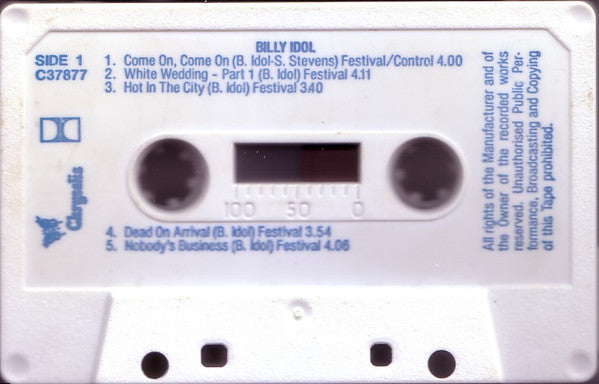 BILLY IDOL
SIDE 1
C37877
1. Come On, Come On (B. Idol-S. Stevens) Festival/Control 4.00
2. White Wedding - Part 1 (B. Idol) Festival 4.11
3. Hot In The City (B. Idol) Festival 3.40
Chrysalis
100 50 0
4. Dead On Arrival (B. Idol) Festival 3.54
5. Nobody's Business (B. Idol) Festival 4.06
All rights of the Manufacturer and of
the Owner of the recorded works
reserved. Unauthorised Public Per-
formance, Broadcasting and Copying
of this Tape prohibited.